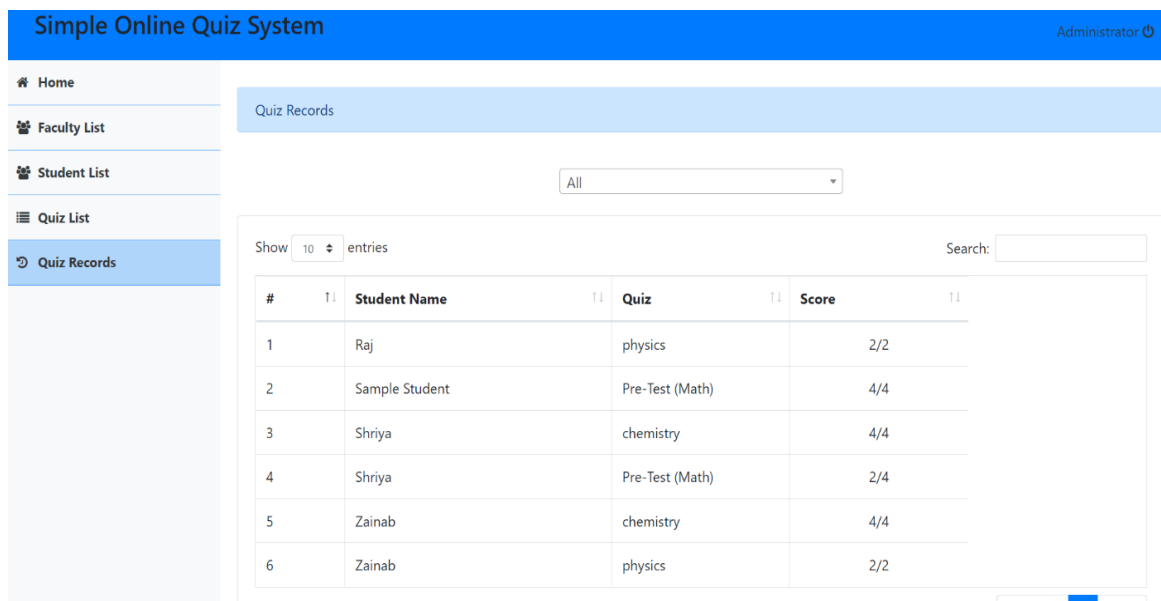 Simple Online Quiz System
Administrator
Home
Faculty List
Student List
Quiz List
Quiz Records
Quiz Records
All
Show 10 entries
Search:
# Student Name Quiz Score
1 Raj physics 2/2
2 Sample Student Pre-Test (Math) 4/4
3 Shriya chemistry 4/4
4 Shriya Pre-Test (Math) 2/4
5 Zainab chemistry 4/4
6 Zainab physics 2/2